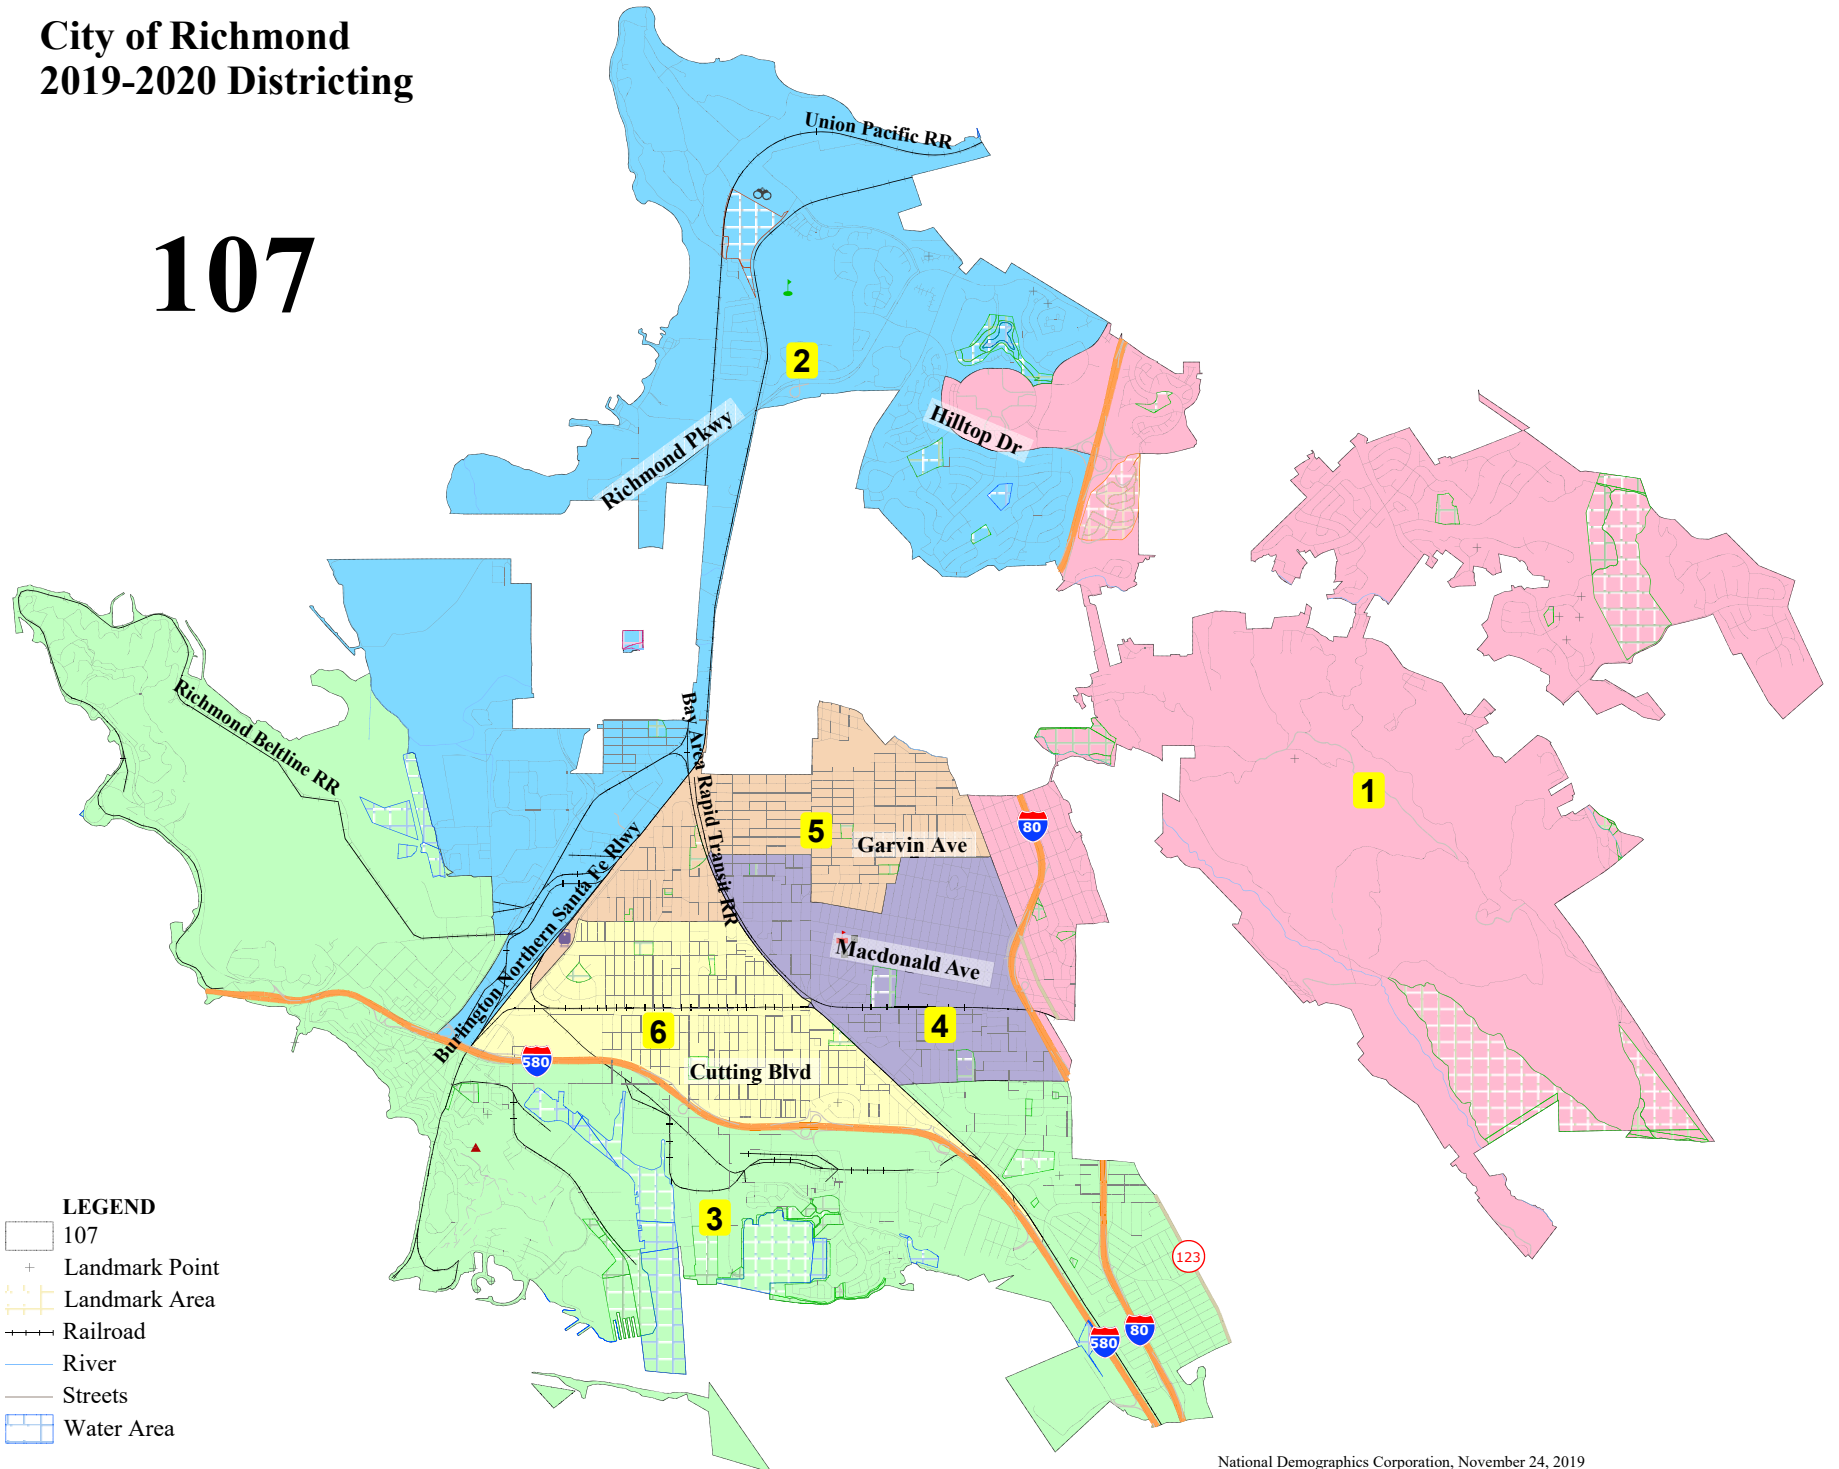 City of Richmond
2019-2020 Districting
107
Union Pacific RR
2
Hilltop Dr
Richmond Pkwy
Richmond Beltline RR
Bay Area Rapid Transit RR
1
80
5
Garvin Ave
Burlington Northern Santa Fe Rlwy
Macdonald Ave
6
4
580
Cutting Blvd
3
123
580
80
LEGEND
107
Landmark Point
Landmark Area
Railroad
River
Streets
Water Area
National Demographics Corporation, November 24, 2019